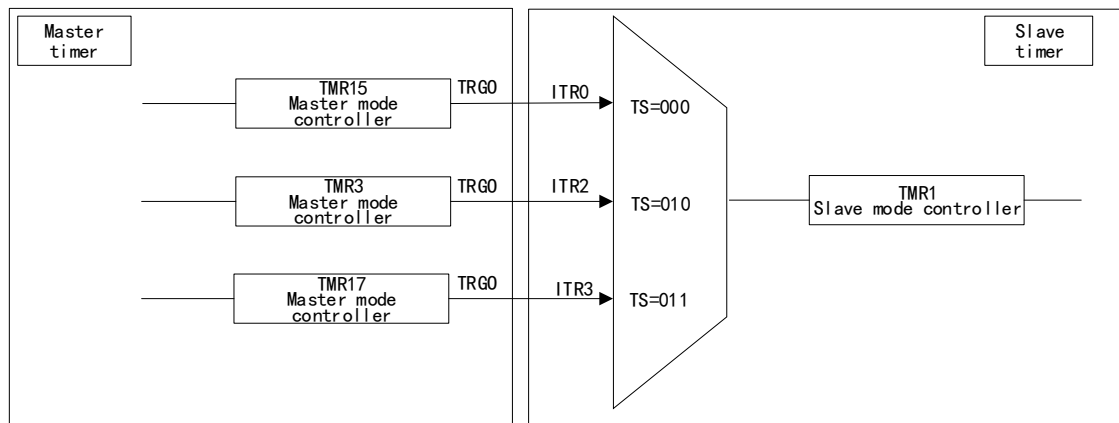 Master
timer
Slave
timer
TMR15
Master mode
controller
TRGO
ITR0
TS=000
TMR3
Master mode
controller
TRGO
ITR2
TS=010
TMR1
Slave mode controller
TMR17
Master mode
controller
TRGO
ITR3
TS=011